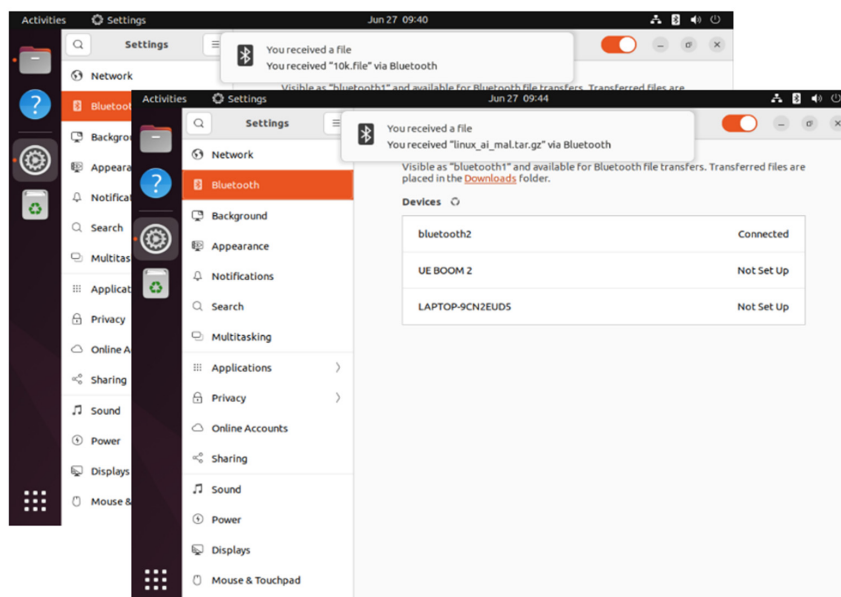 Activities Settings Jun 27 09:40
Settings
You received a file
You received "10k.file" via Bluetooth
Visible as "bluetooth1" and available for Bluetooth file transfers. Transferred files are
Network
Bluetoot
Backgrou
Appeara
Notificat
Search
Multitas
Applicat
Privacy
Online A
Sharing
Sound
Power
Displays
Mouse &
Activities Settings Jun 27 09:44
Settings
You received a file
You received "linux_ai_mal.tar.gz" via Bluetooth
Visible as "bluetooth1" and available for Bluetooth file transfers. Transferred files are
placed in the Downloads folder.
Devices
bluetooth2 Connected
UE BOOM 2 Not Set Up
LAPTOP-9CN2EUD5 Not Set Up
Network
Bluetooth
Background
Appearance
Notifications
Search
Multitasking
Applications
Privacy
Online Accounts
Sharing
Sound
Power
Displays
Mouse & Touchpad